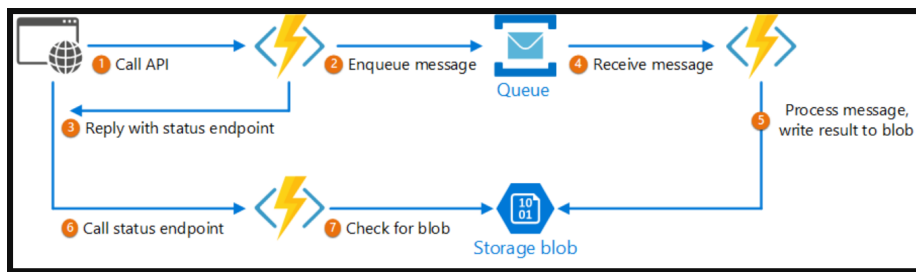 1 Call API
2 Enqueue message
Queue
4 Receive message
3 Reply with status endpoint
5 Process message,
write result to blob
6 Call status endpoint
7 Check for blob
10
01
Storage blob